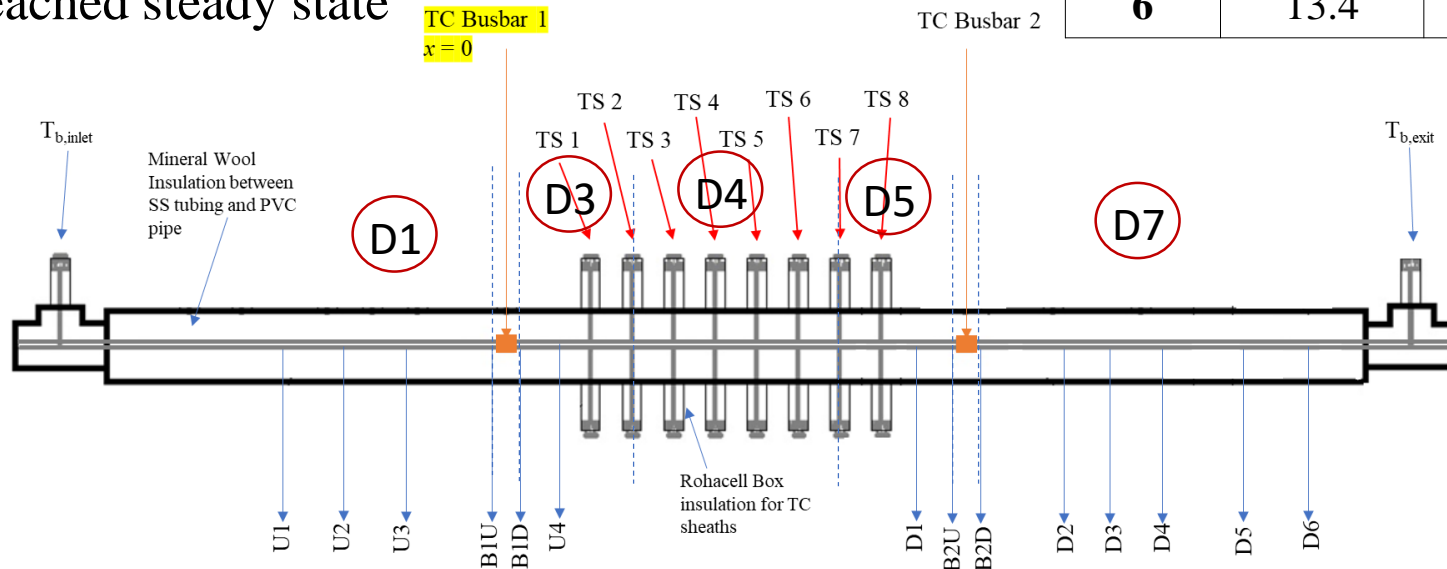 eached steady state
TC Busbar 1
x = 0
TC Busbar 2
6 13.4
T_b,inlet
Mineral Wool
Insulation between
SS tubing and PVC
pipe
TS 2
TS 4
TS 6
TS 8
TS 1
TS 3
TS 5
TS 7
T_b,exit
D1
D3
D4
D5
D7
Rohacell Box
insulation for TC
sheaths
U1
U2
U3
B1U
B1D
U4
D1
B2U
B2D
D2
D3
D4
D5
D6